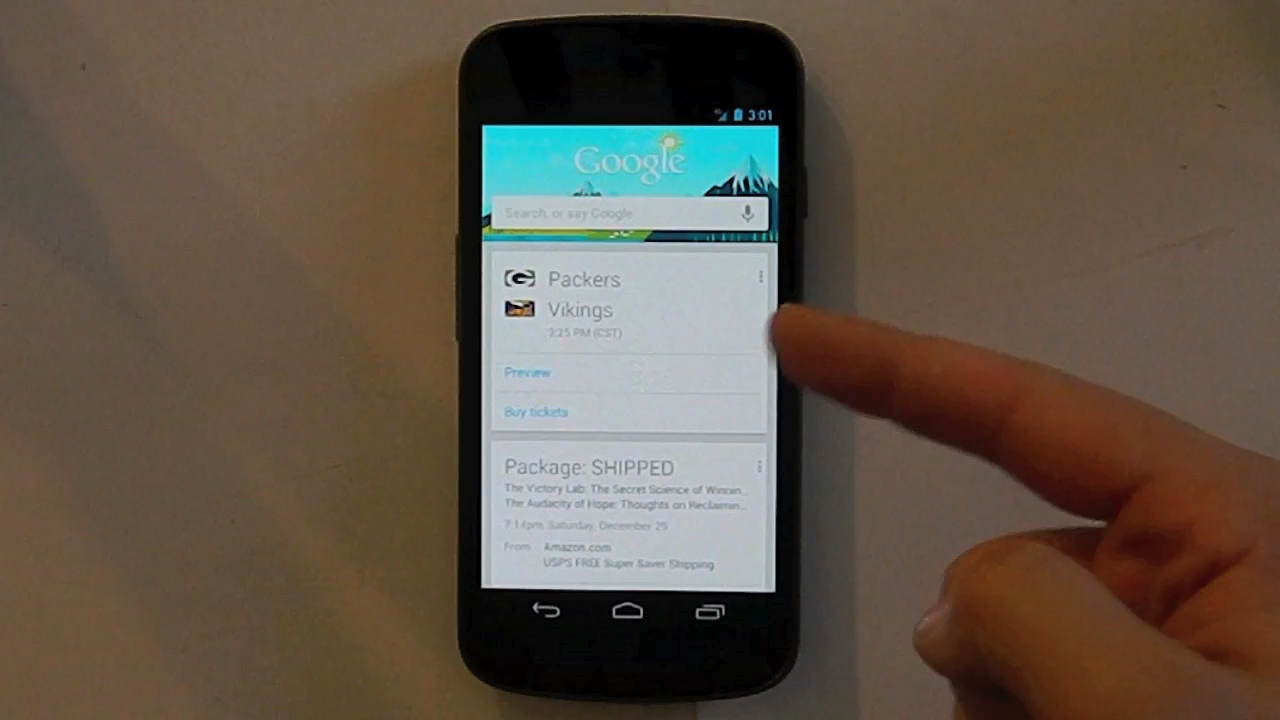 3:01
Google
Search, or say Google
Packers
Vikings
3:25 PM (CST)
Preview
Buy tickets
Package: SHIPPED
The Victory Lab: The Secret Science of Winnin...
The Audacity of Hope: Thoughts on Reclaimin...
7:14pm, Saturday, December 29
From Amazon.com
USPS FREE Super Saver Shipping